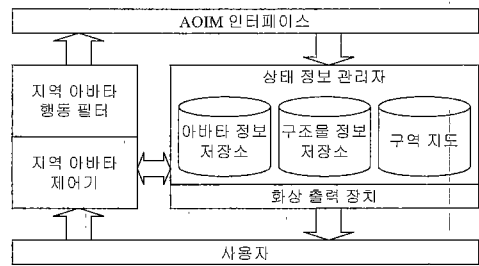 AOIM 인터페이스
지역 아바타
행동 필터
지역 아바타
제어기
상태 정보 관리자
아바타 정보
저장소
구조물 정보
저장소
구역 지도
화상 출력 장치
사용자